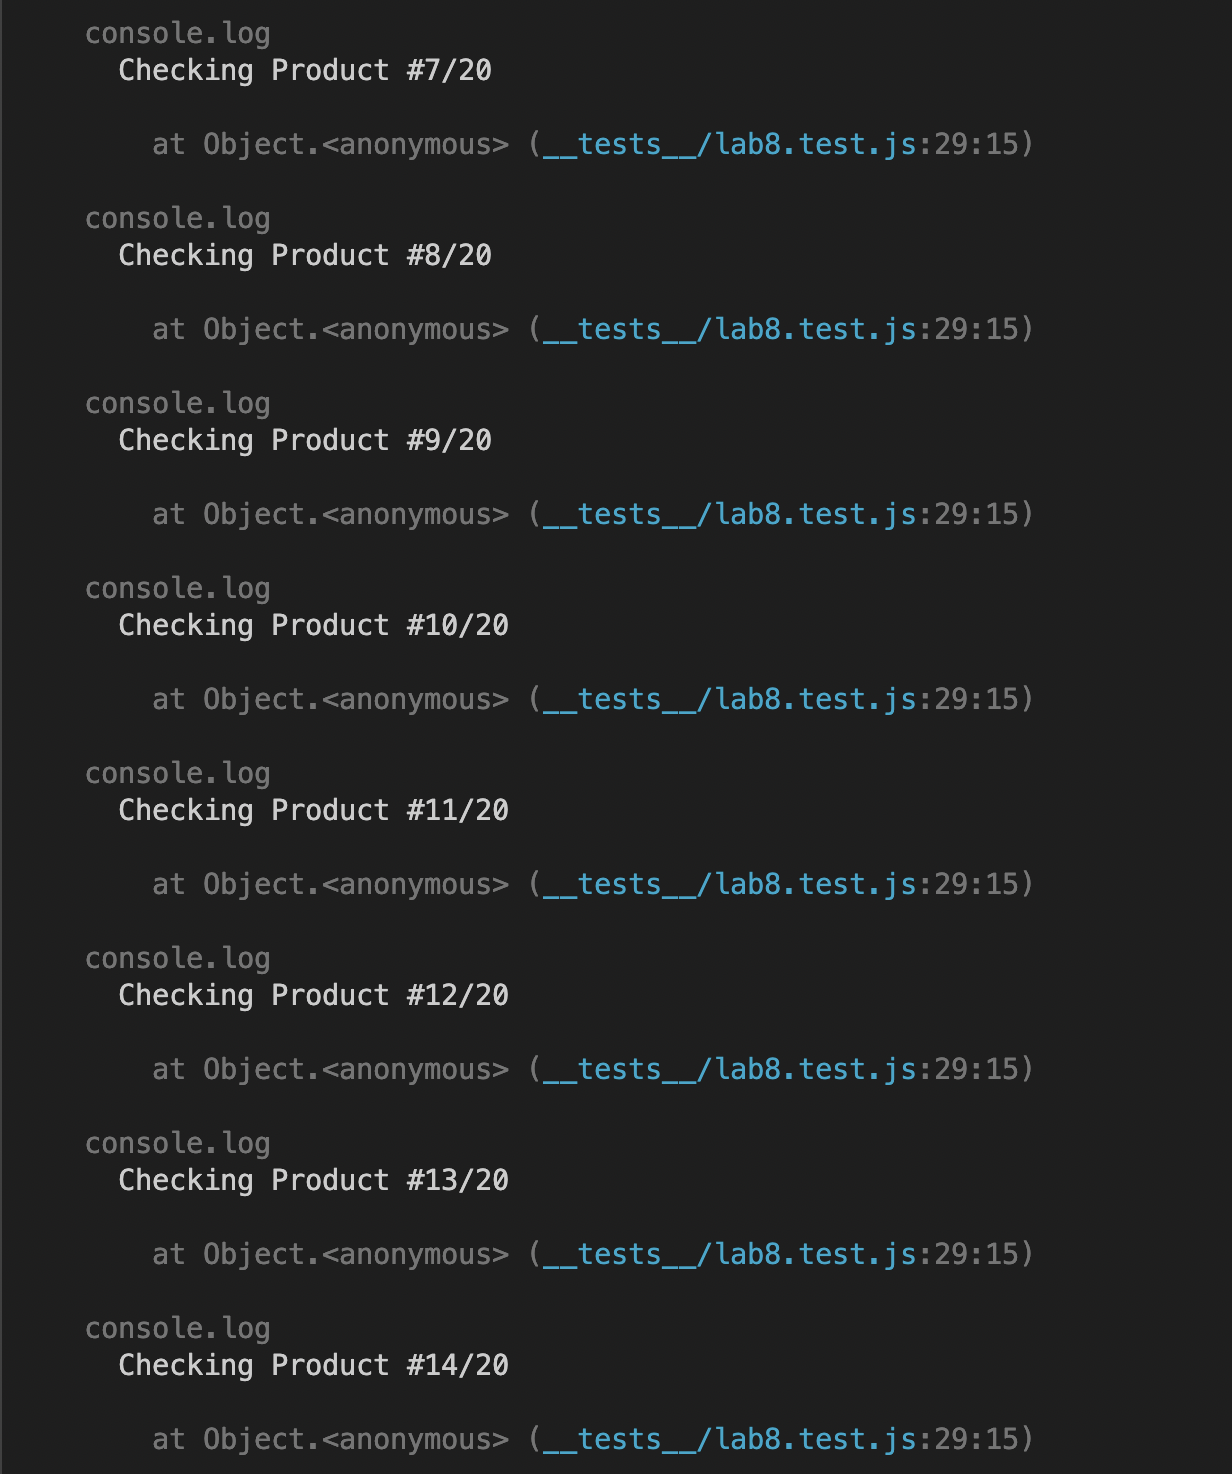 console.log
Checking Product #7/20
at Object.<anonymous> (__tests__/lab8.test.js:29:15)
console.log
Checking Product #8/20
at Object.<anonymous> (__tests__/lab8.test.js:29:15)
console.log
Checking Product #9/20
at Object.<anonymous> (__tests__/lab8.test.js:29:15)
console.log
Checking Product #10/20
at Object.<anonymous> (__tests__/lab8.test.js:29:15)
console.log
Checking Product #11/20
at Object.<anonymous> (__tests__/lab8.test.js:29:15)
console.log
Checking Product #12/20
at Object.<anonymous> (__tests__/lab8.test.js:29:15)
console.log
Checking Product #13/20
at Object.<anonymous> (__tests__/lab8.test.js:29:15)
console.log
Checking Product #14/20
at Object.<anonymous> (__tests__/lab8.test.js:29:15)